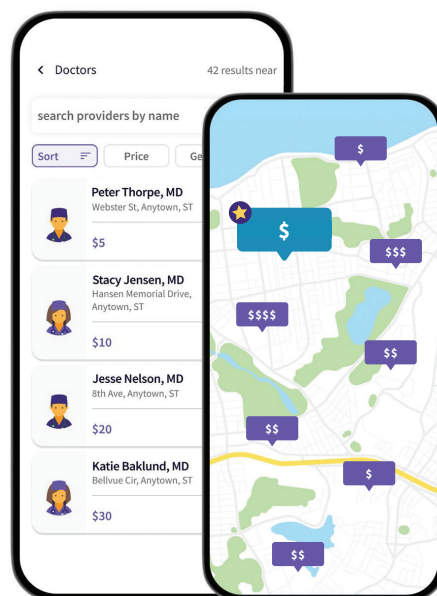 Doctors
42 results near
search providers by name
Sort
Price
Peter Thorpe, MD
Webster St, Anytown, ST
$5
Stacy Jensen, MD
Hansen Memorial Drive,
Anytown, ST
$10
Jesse Nelson, MD
8th Ave, Anytown, ST
$20
Katie Baklund, MD
Bellvue Cir, Anytown, ST
$30
$
$
$$$
$$$$
$$
$$
$
$$